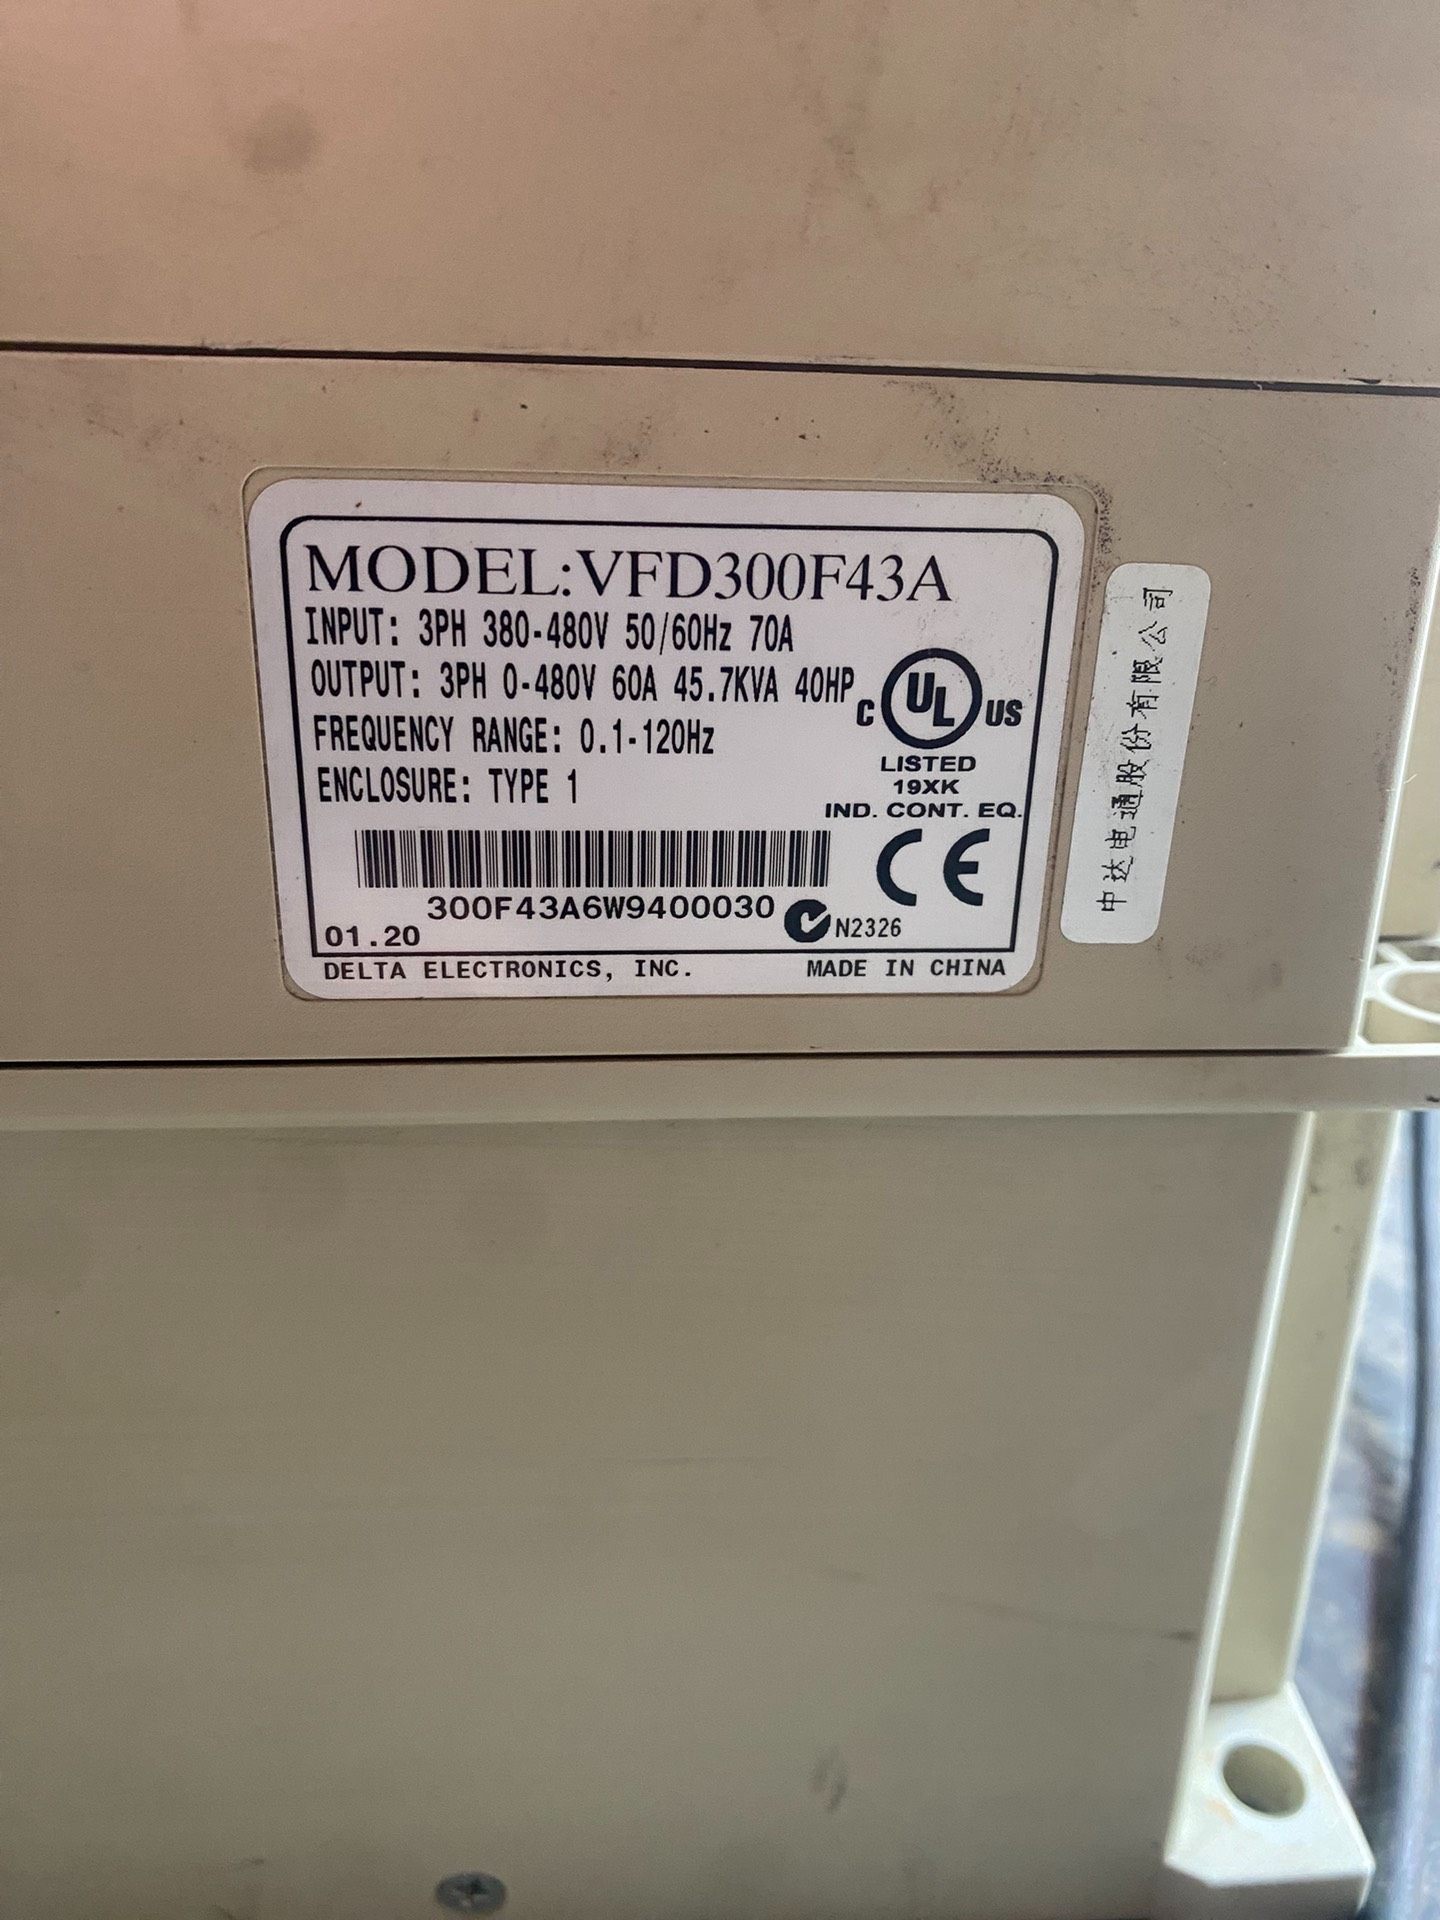 MODEL:VFD300F43A
INPUT: 3PH 380-480V 50/60Hz 70A
OUTPUT: 3PH 0-480V 60A 45.7KVA 40HP
FREQUENCY RANGE: 0.1-120Hz
ENCLOSURE: TYPE 1
C UL US
LISTED
19XK
IND. CONT. EQ.
CE
300F43A6W9400030
N2326
01.20
DELTA ELECTRONICS, INC. MADE IN CHINA
中达电通股份有限公司